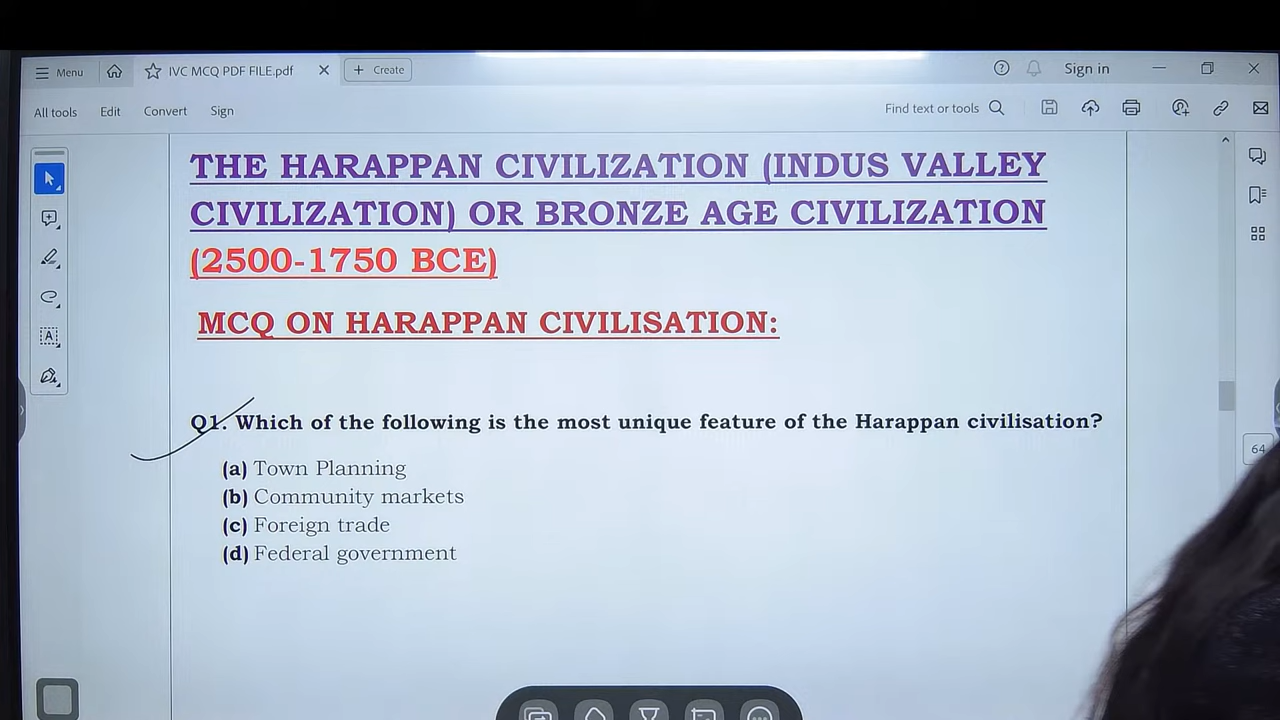 Menu
IVC MCQ PDF FILE.pdf
Create
Sign in
All tools Edit Convert Sign
Find text or tools
THE HARAPPAN CIVILIZATION (INDUS VALLEY
CIVILIZATION) OR BRONZE AGE CIVILIZATION
(2500-1750 BCE)
MCQ ON HARAPPAN CIVILISATION:
Q1. Which of the following is the most unique feature of the Harappan civilisation?
(a) Town Planning
(b) Community markets
(c) Foreign trade
(d) Federal government
64